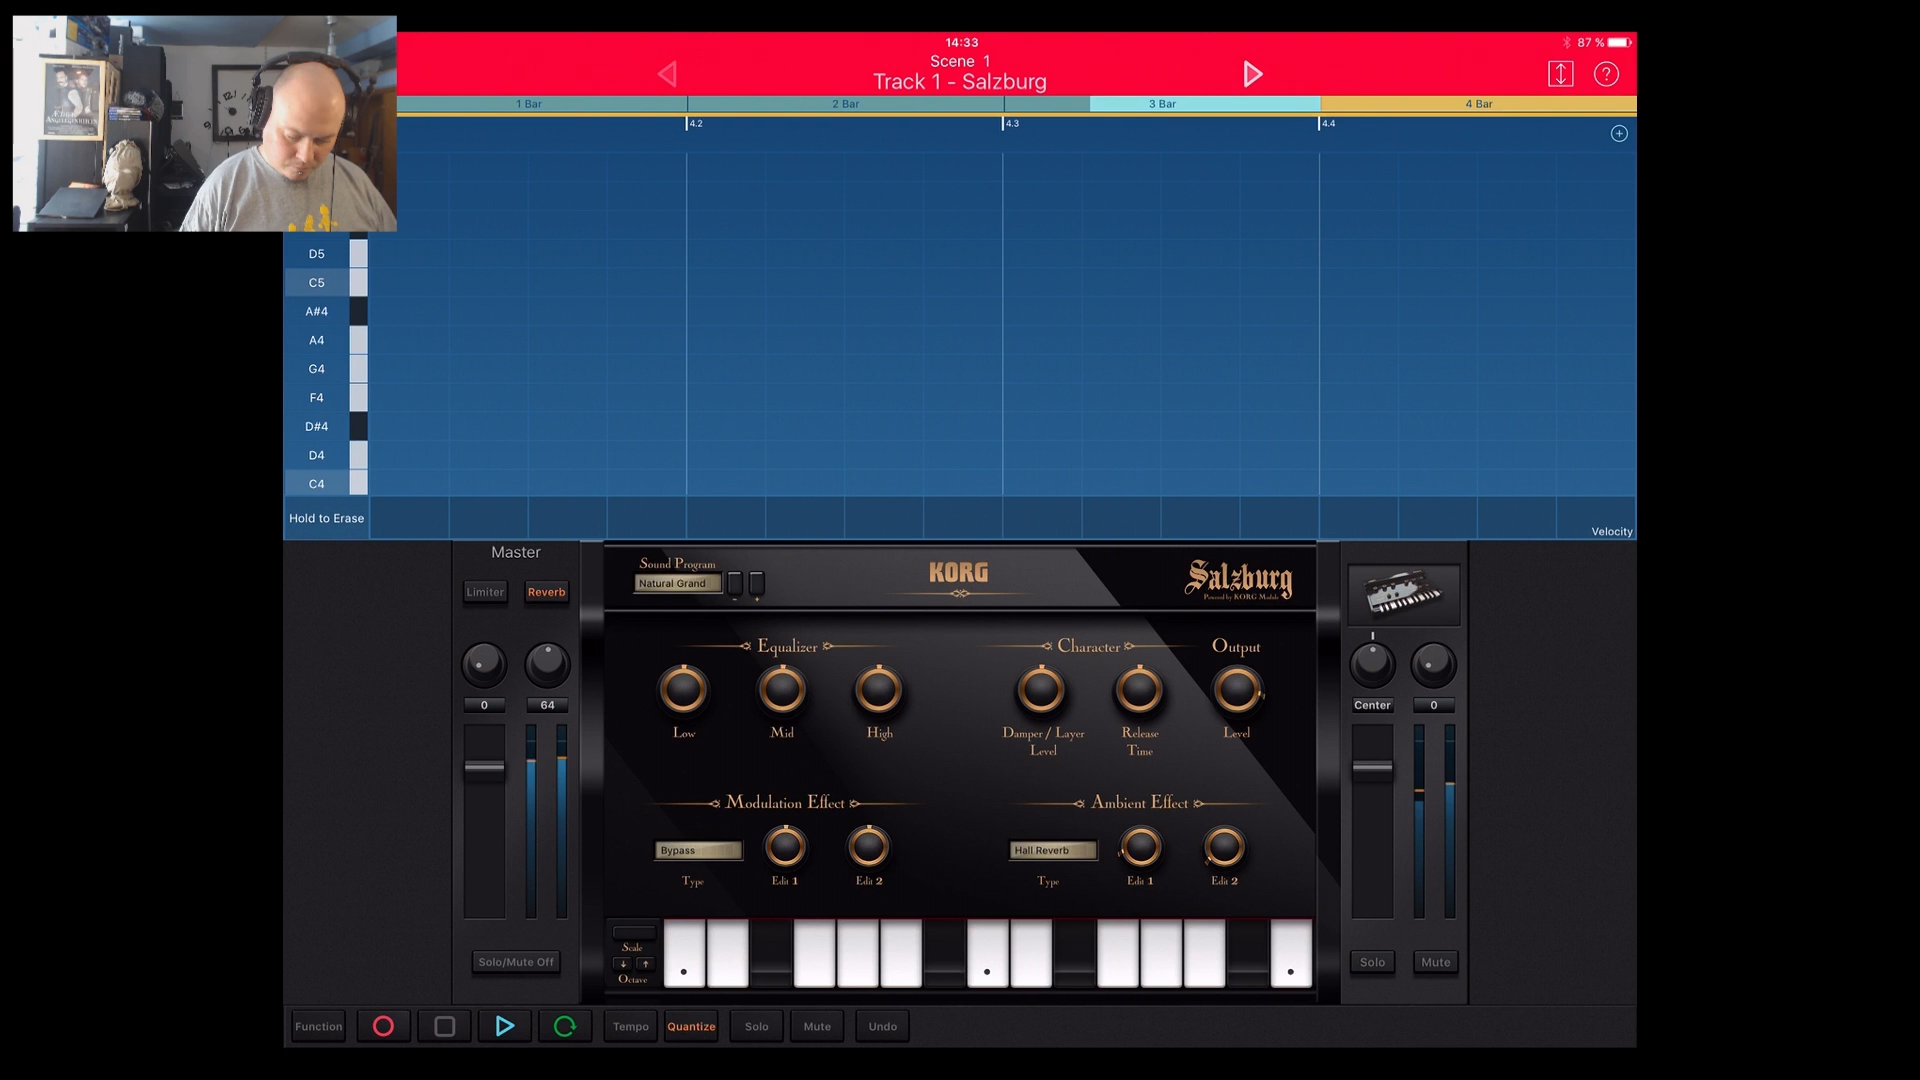 14:33
87 %
Scene 1
Track 1 - Salzburg
?
1 Bar
2 Bar
3 Bar
4 Bar
4.2
4.3
4.4
D5
C5
A#4
A4
G4
F4
D#4
D4
C4
Hold to Erase
Velocity
Master
Limiter
Reverb
0
64
Solo/Mute Off
Sound Program
Natural Grand
- +
KORG
Salzburg
Powered by KORG Module
Equalizer
Low
Mid
High
Character
Damper / Layer
Level
Release
Time
Output
Level
Modulation Effect
Bypass
Type
Edit 1
Edit 2
Ambient Effect
Hall Reverb
Type
Edit 1
Edit 2
Scale
Octave
Center
0
Solo
Mute
Function
Tempo
Quantize
Solo
Mute
Undo